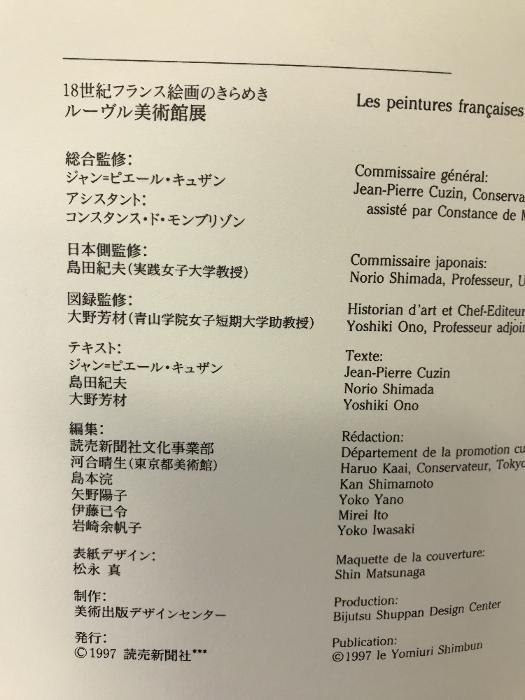 18世紀フランス絵画のきらめき
ルーヴル美術館展
総合監修:
ジャン=ピエール・キュザン
アシスタント:
コンスタンス・ド・モンブリゾン
日本側監修:
島田紀夫(実践女子大学教授)
図録監修:
大野芳材(青山学院女子短期大学助教授)
テキスト:
ジャン=ピエール・キュザン
島田紀夫
大野芳材
編集:
読売新聞社文化事業部
河合晴生(東京都美術館)
島本浣
矢野陽子
伊藤已令
岩崎余帆子
表紙デザイン:
松永 真
制作:
美術出版デザインセンター
発行:
©1997 読売新聞社***
Les peintures françaises
Commissaire général:
Jean-Pierre Cuzin, Conserva
assisté par Constance de
Commissaire japonais:
Norio Shimada, Professeur, U
Historian d'art et Chef-Editeur
Yoshiki Ono, Professeur adjoin
Texte:
Jean-Pierre Cuzin
Norio Shimada
Yoshiki Ono
Rédaction:
Département de la promotion cu
Haruo Kaai, Conservateur, Tokyo
Kan Shimamoto
Yoko Yano
Mirei Ito
Yoko Iwasaki
Maquette de la couverture:
Shin Matsunaga
Production:
Bijutsu Shuppan Design Center
Publication:
©1997 le Yomiuri Shimbun